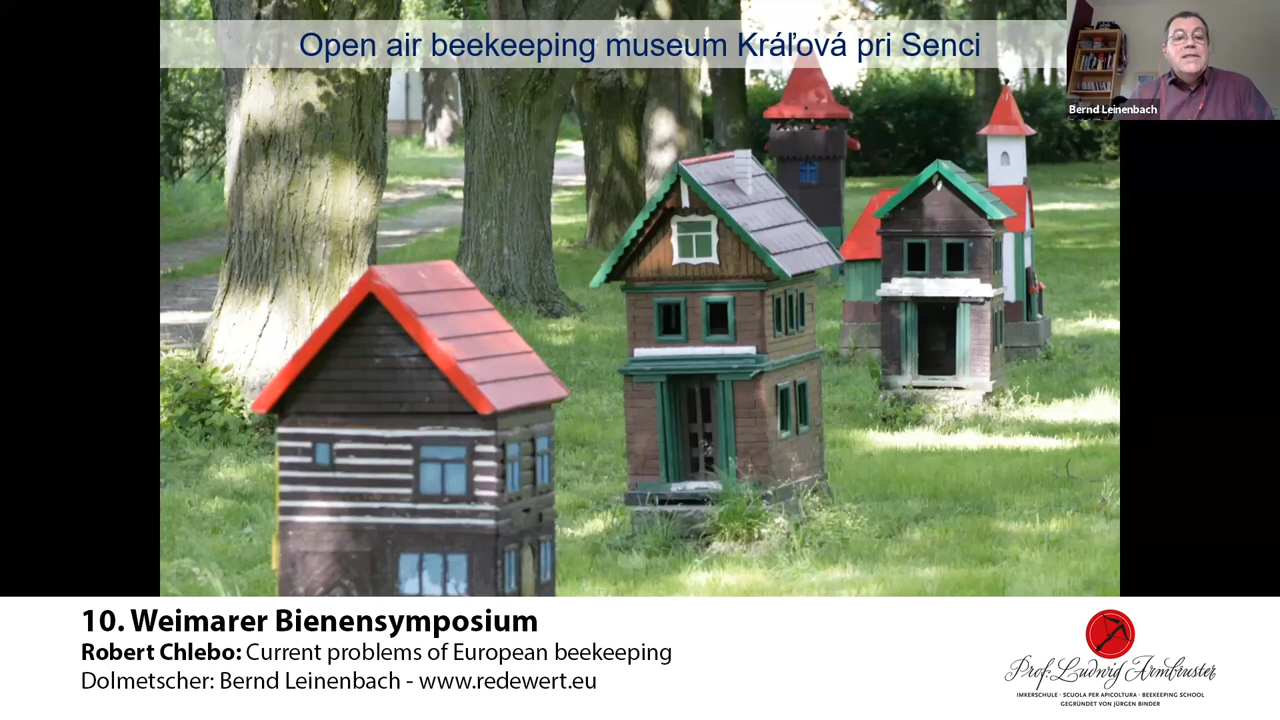 Open air beekeeping museum Kráľová pri Senci
Bernd Leinenbach
10. Weimarer Bienensymposium
Robert Chlebo: Current problems of European beekeeping
Dolmetscher: Bernd Leinenbach - www.redewert.eu
Prof. Ludwig Armbruster
IMKERSCHULE · SCUOLA PER APICOLTURA · BEEKEEPING SCHOOL
GEGRÜNDET VON JÜRGEN BINDER